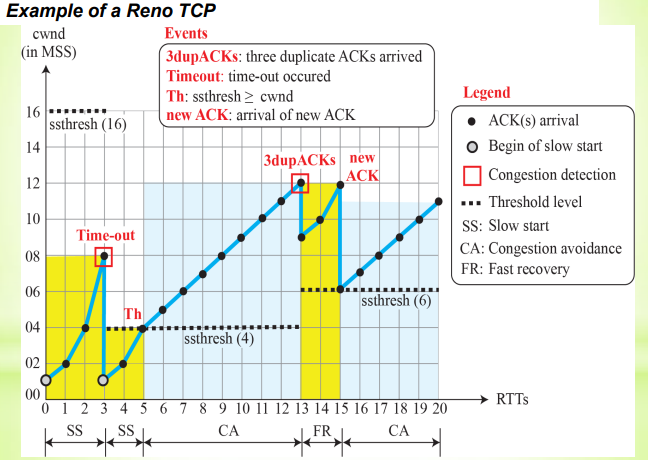 Example of a Reno TCP
cwnd
(in MSS)
Events
3dupACKs: three duplicate ACKs arrived
Timeout: time-out occured
Th: ssthresh ≥ cwnd
new ACK: arrival of new ACK
Legend
ACK(s) arrival
Begin of slow start
Congestion detection
Threshold level
SS: Slow start
CA: Congestion avoidance
FR: Fast recovery
16
ssthresh (16)
14
3dupACKs
new
ACK
12
10
Time-out
08
06
ssthresh (6)
Th
04
ssthresh (4)
02
00
0 1 2 3 4 5 6 7 8 9 10 11 12 13 14 15 16 17 18 19 20
RTTs
SS SS CA FR CA